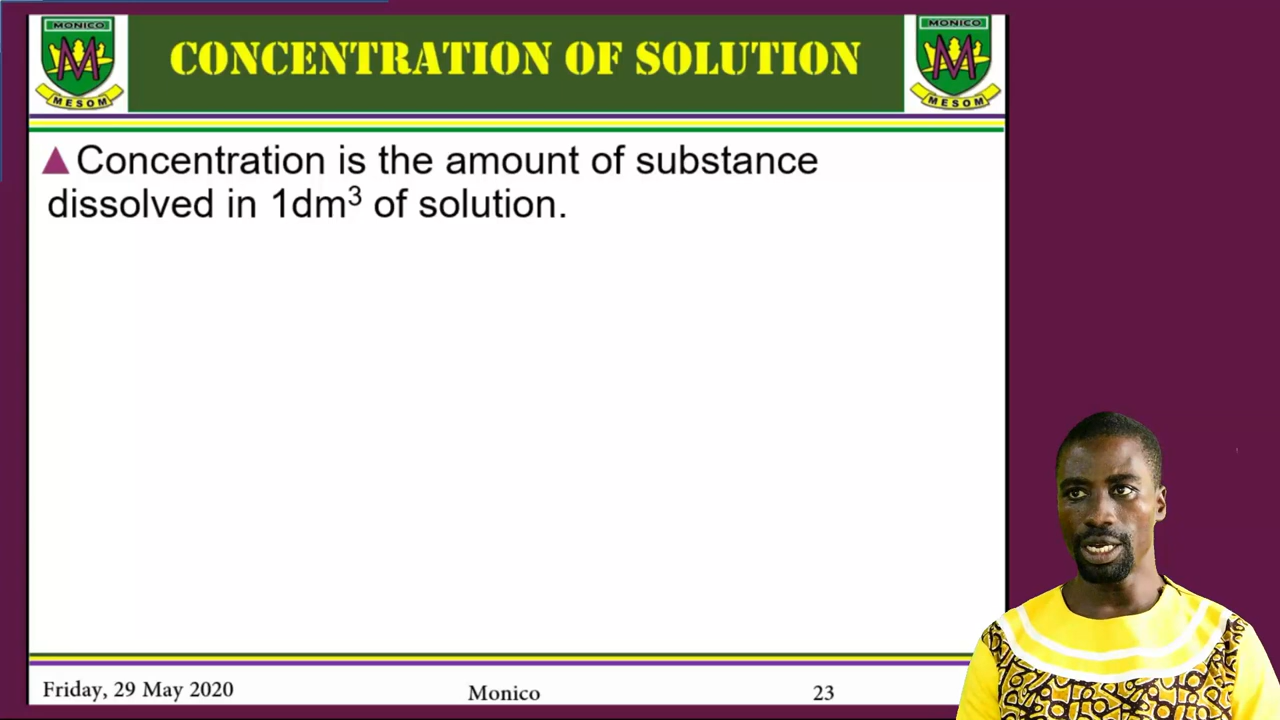 MONICO
MESOM
CONCENTRATION OF SOLUTION
MONICO
MESOM
▲Concentration is the amount of substance
dissolved in 1dm³ of solution.
Friday, 29 May 2020
Monico
23